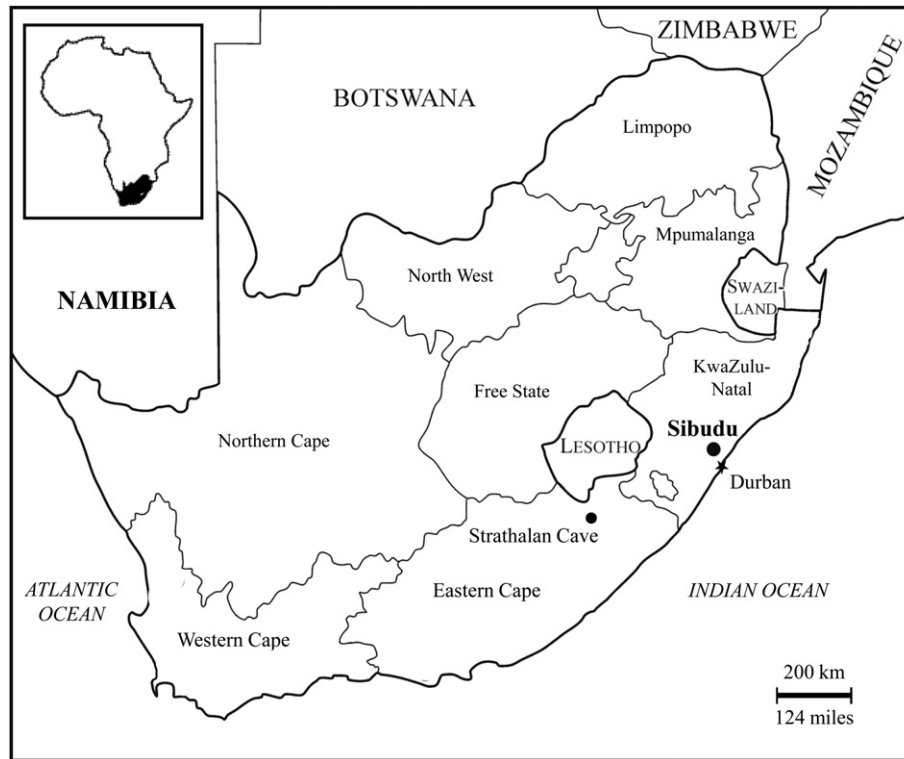 ZIMBABWE
BOTSWANA
MOZAMBIQUE
Limpopo
Mpumalanga
North West
NAMIBIA
SWAZI-
LAND
KwaZulu-
Natal
Free State
Sibudu
Northern Cape
LESOTHO
Durban
Strathalan Cave
ATLANTIC
OCEAN
Eastern Cape
INDIAN OCEAN
Western Cape
200 km
124 miles